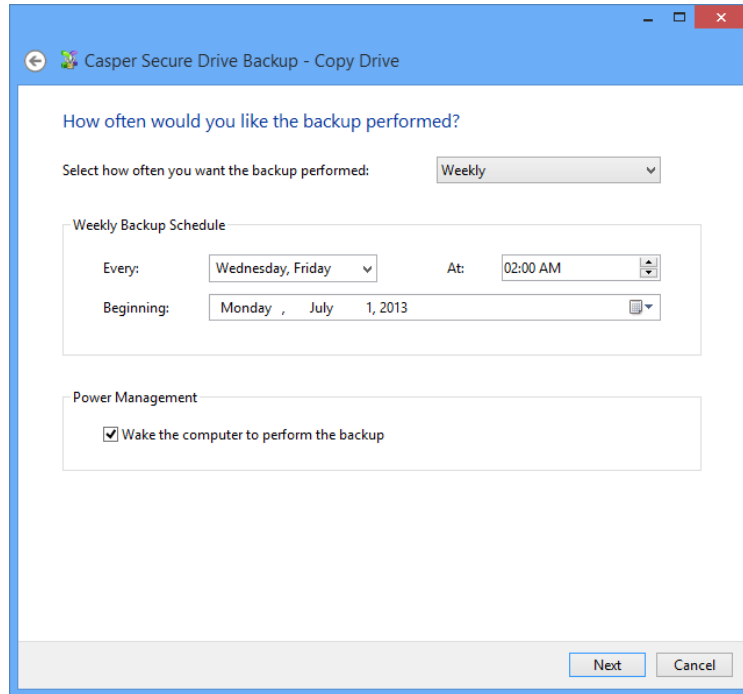 Casper Secure Drive Backup - Copy Drive
How often would you like the backup performed?
Select how often you want the backup performed: Weekly
Weekly Backup Schedule
Every: Wednesday, Friday At: 02:00 AM
Beginning: Monday , July 1, 2013
Power Management
Wake the computer to perform the backup
Next Cancel